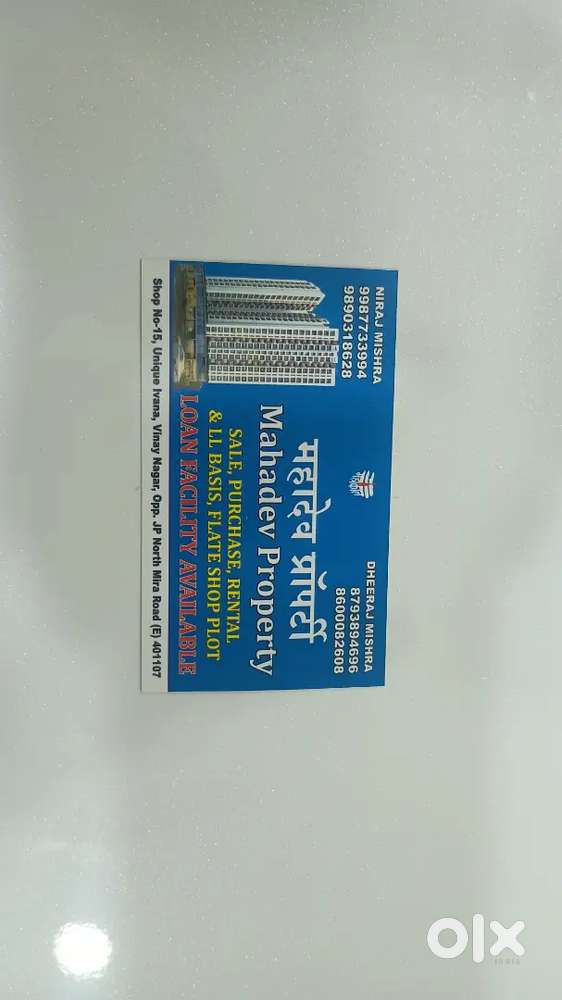 NIRAJ MISHRA
9987733994
9890318628
DHEERAJ MISHRA
8793894696
8600082608
महादेव प्रॉपर्टी
Mahadev Property
SALE, PURCHASE, RENTAL
& LL BASIS, FLATE SHOP PLOT
LOAN FACILITY AVAILABLE
Shop No-15, Unique Ivana, Vinay Nagar, Opp. JP North Mira Road (E) 401107
olx
INDIA